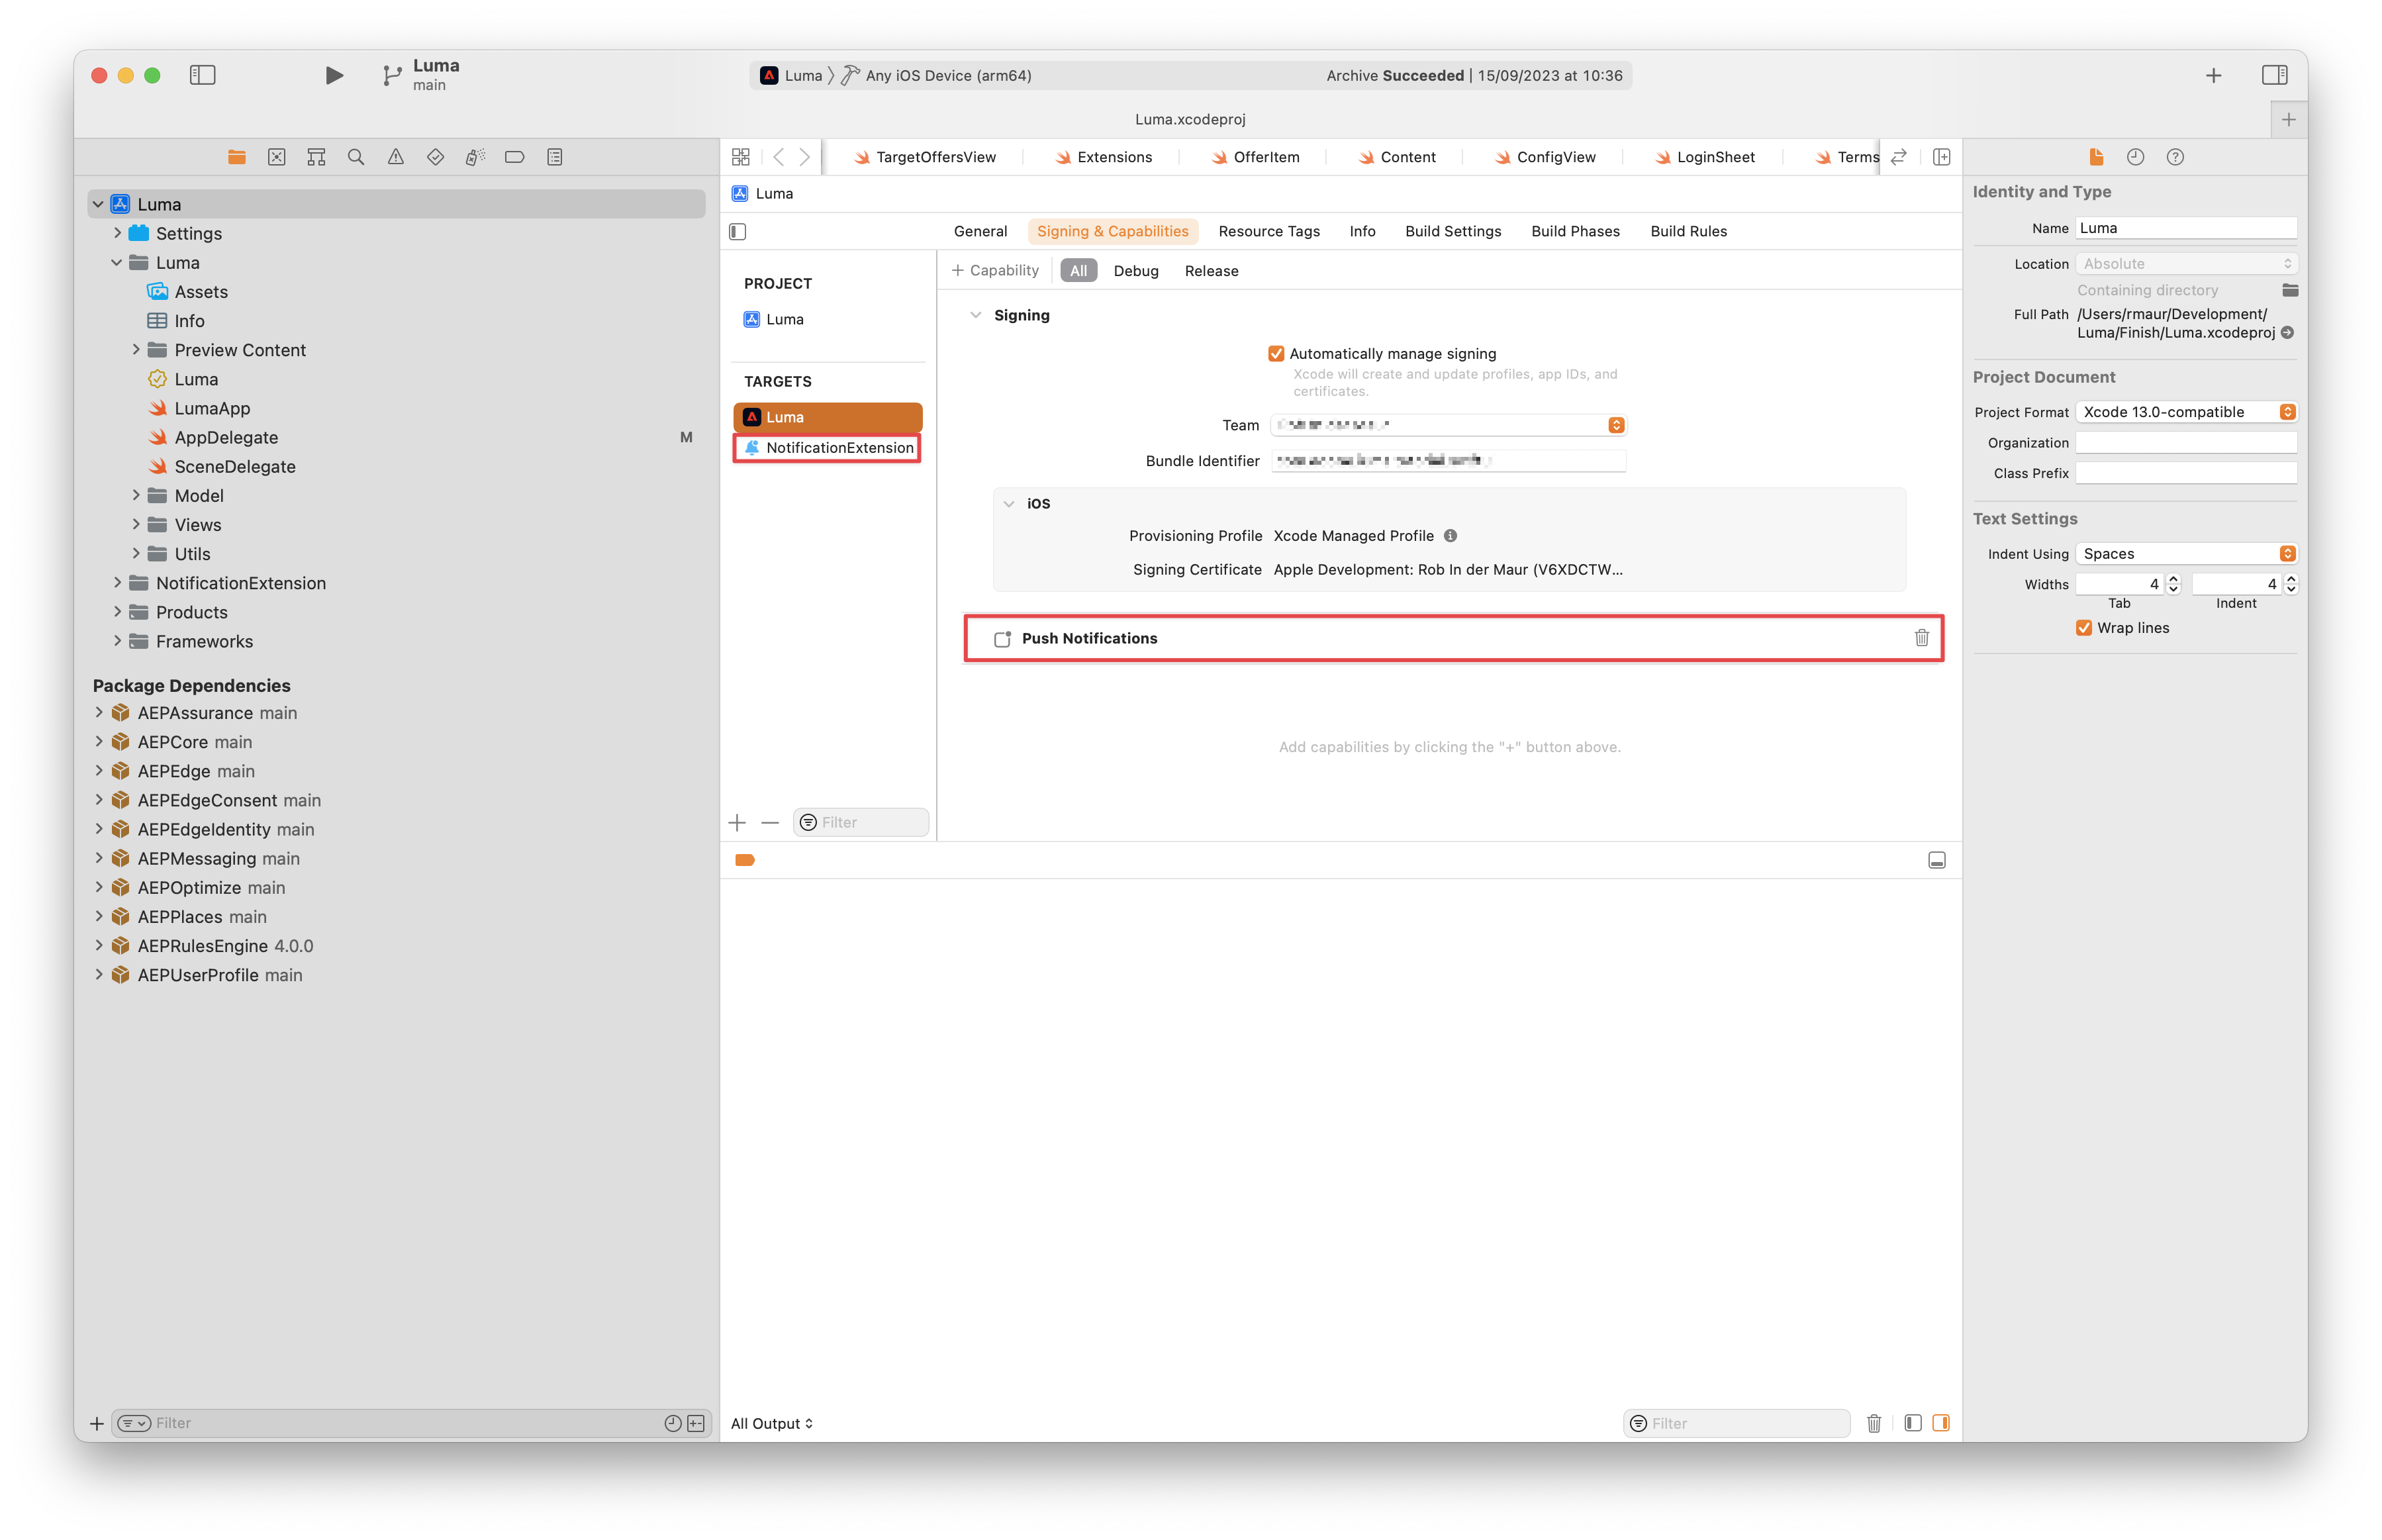 Luma
main
Luma
Any iOS Device (arm64)
Archive Succeeded | 15/09/2023 at 10:36
Luma.xcodeproj
Luma
Settings
Luma
Assets
Info
Preview Content
Luma
LumaApp
AppDelegate M
SceneDelegate
Model
Views
Utils
NotificationExtension
Products
Frameworks
Package Dependencies
AEPAssurance main
AEPCore main
AEPEdge main
AEPEdgeConsent main
AEPEdgeIdentity main
AEPMessaging main
AEPOptimize main
AEPPlaces main
AEPRulesEngine 4.0.0
AEPUserProfile main
Filter
TargetOffersView Extensions OfferItem Content ConfigView LoginSheet Terms
Luma
General Signing & Capabilities Resource Tags Info Build Settings Build Phases Build Rules
PROJECT
Luma
TARGETS
Luma
NotificationExtension
Filter
+ Capability All Debug Release
Signing
Automatically manage signing
Xcode will create and update profiles, app IDs, and
certificates.
Team
Bundle Identifier
iOS
Provisioning Profile Xcode Managed Profile
Signing Certificate Apple Development: Rob In der Maur (V6XDCTW...
Push Notifications
Add capabilities by clicking the "+" button above.
All Output
Filter
Identity and Type
Name Luma
Location Absolute
Containing directory
Full Path /Users/rmaur/Development/
Luma/Finish/Luma.xcodeproj
Project Document
Project Format Xcode 13.0-compatible
Organization
Class Prefix
Text Settings
Indent Using Spaces
Widths 4 4
Tab Indent
Wrap lines